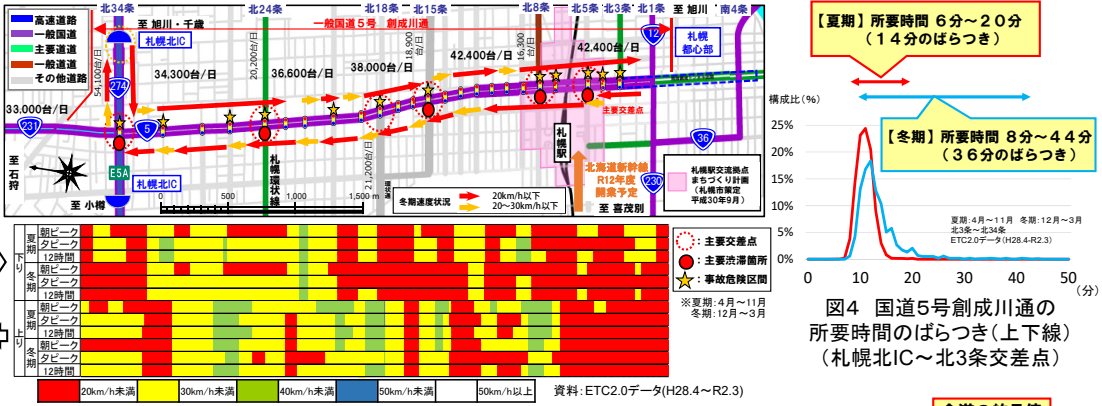 北34条
北24条
北18条
北15条
北8条
北5条
北3条
北1条
至 旭川
南4条
高速道路
一般国道
主要道道
一般道道
その他道路
至 旭川・千歳
札幌北IC
一般国道5号 創成川通
54,100台/日
34,300台/日
20,200台/日
36,600台/日
38,000台/日
18,900台/日
42,400台/日
16,300台/日
42,400台/日
12
札幌
都心部
33,000台/日
231
274
5
主要交差点
36
至 石狩
E5A
札幌北IC
札幌環状線
21,200台/日
環状通
札幌駅
北海道新幹線
R12年度
開業予定
230
札幌駅交流拠点
まちづくり計画
(札幌市策定
平成30年9月)
至 小樽
0
500
1,000
1,500 m
冬期速度状況
20km/h以下
20~30km/h以下
至 喜茂別
下り
夏期
朝ピーク
夕ピーク
12時間
冬期
朝ピーク
夕ピーク
12時間
上り
夏期
朝ピーク
夕ピーク
12時間
冬期
朝ピーク
夕ピーク
12時間
:主要交差点
:主要渋滞箇所
:事故危険区間
※夏期:4月~11月
冬期:12月~3月
20km/h未満
30km/h未満
40km/h未満
50km/h未満
50km/h以上
資料:ETC2.0データ(H28.4~R2.3)
【夏期】所要時間 6分~20分
(14分のばらつき)
構成比(%)
【冬期】所要時間 8分~44分
(36分のばらつき)
25%
20%
15%
10%
5%
0%
夏期:4月~11月 冬期:12月~3月
北3条~北34条
ETC2.0データ(H28.4-R2.3)
0
10
20
30
40
50
(分)
図4 国道5号創成川通の
所要時間のばらつき(上下線)
(札幌北IC~北3条交差点)